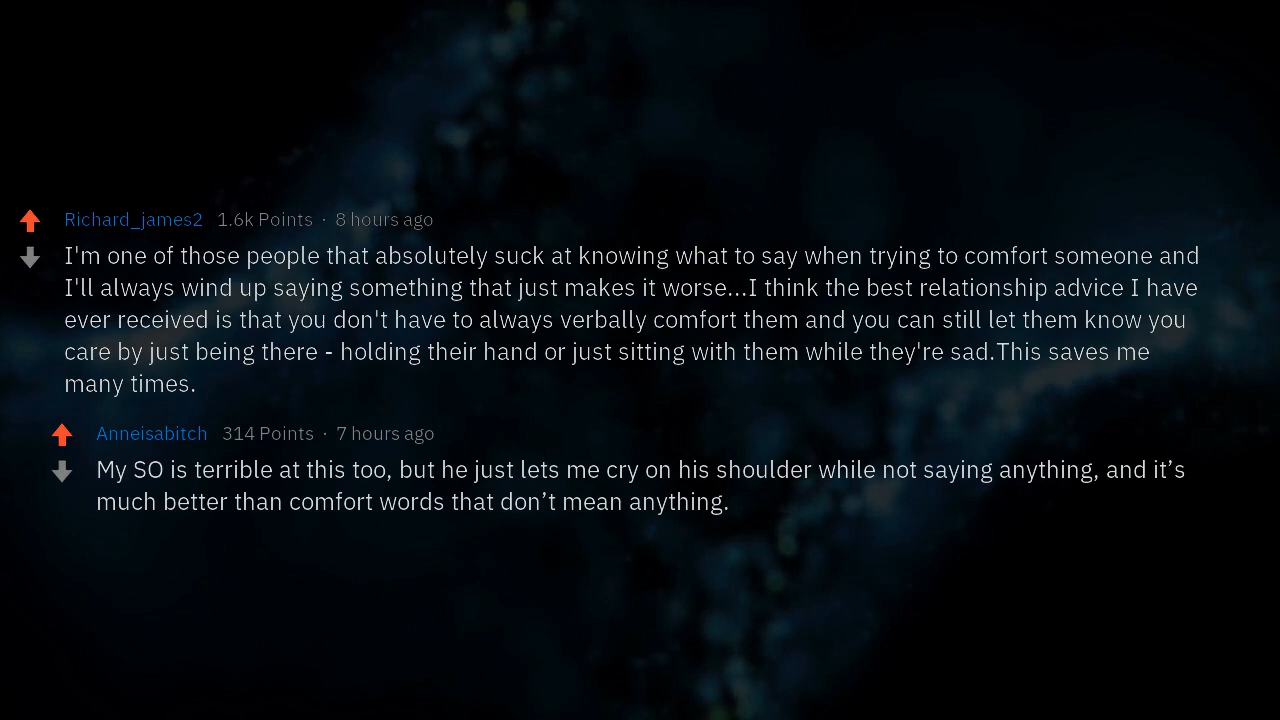 Richard_james2 1.6k Points · 8 hours ago
I'm one of those people that absolutely suck at knowing what to say when trying to comfort someone and
I'll always wind up saying something that just makes it worse...I think the best relationship advice I have
ever received is that you don't have to always verbally comfort them and you can still let them know you
care by just being there - holding their hand or just sitting with them while they're sad.This saves me
many times.
Anneisabitch 314 Points · 7 hours ago
My SO is terrible at this too, but he just lets me cry on his shoulder while not saying anything, and it’s
much better than comfort words that don’t mean anything.